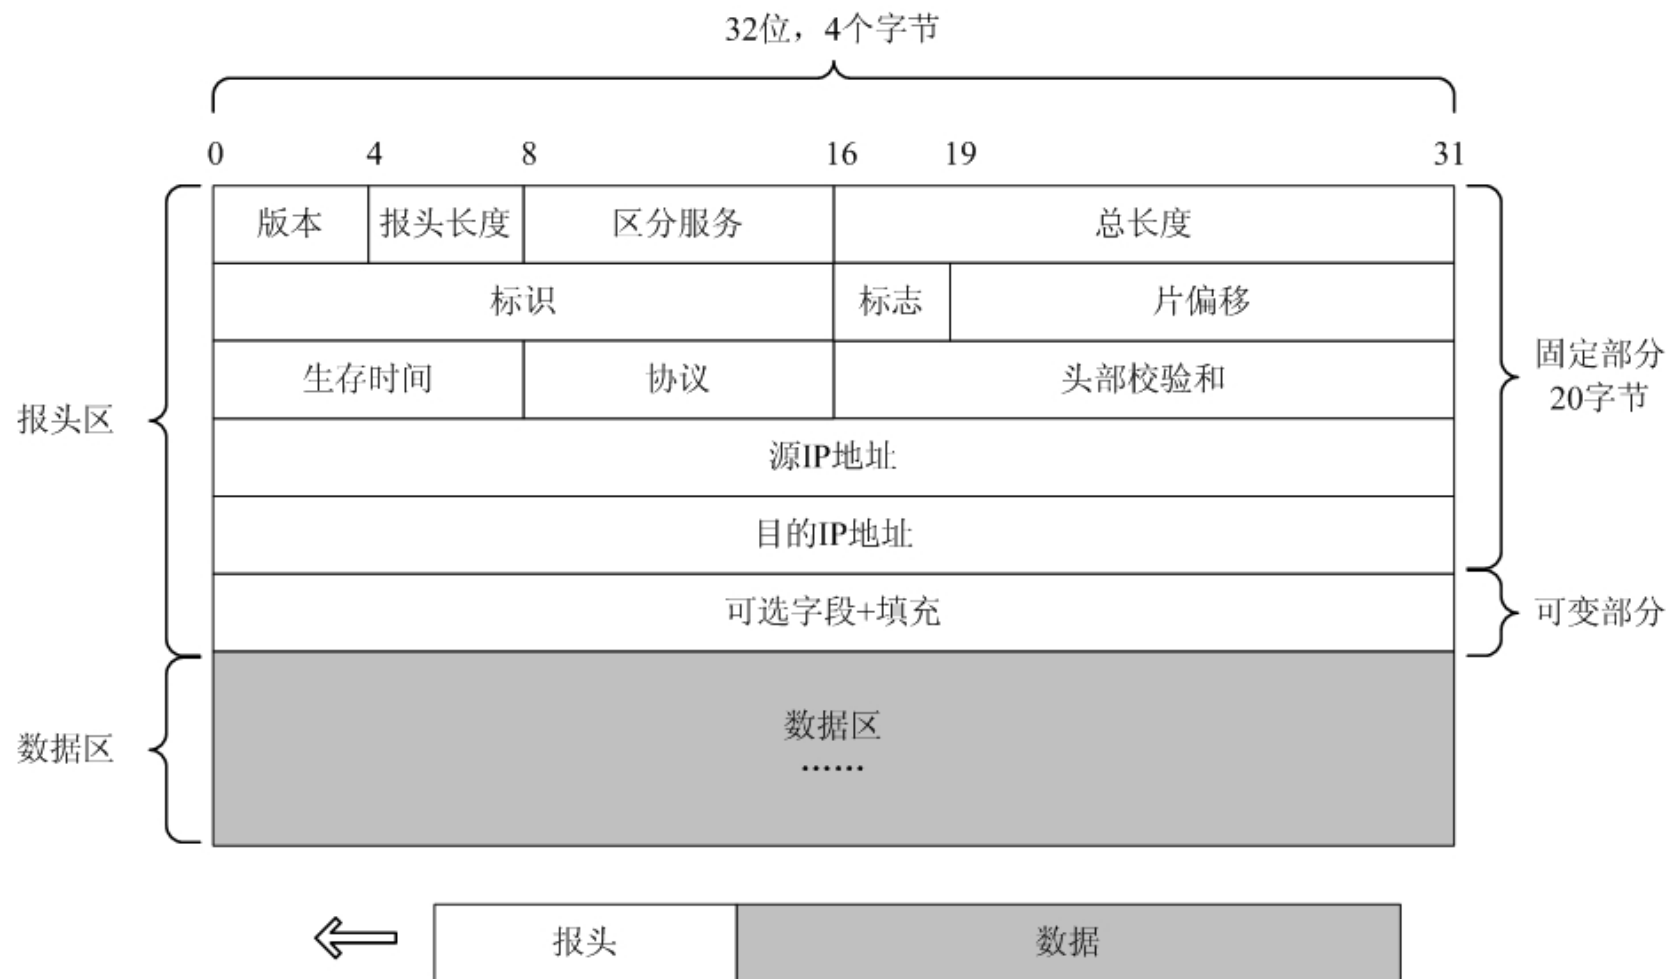 32位，4个字节
0 4 8 16 19 31
版本 报头长度 区分服务 总长度
标识 标志 片偏移
生存时间 协议 头部校验和
源IP地址
目的IP地址
可选字段+填充
数据区
……
报头区
数据区
固定部分
20字节
可变部分
报头 数据